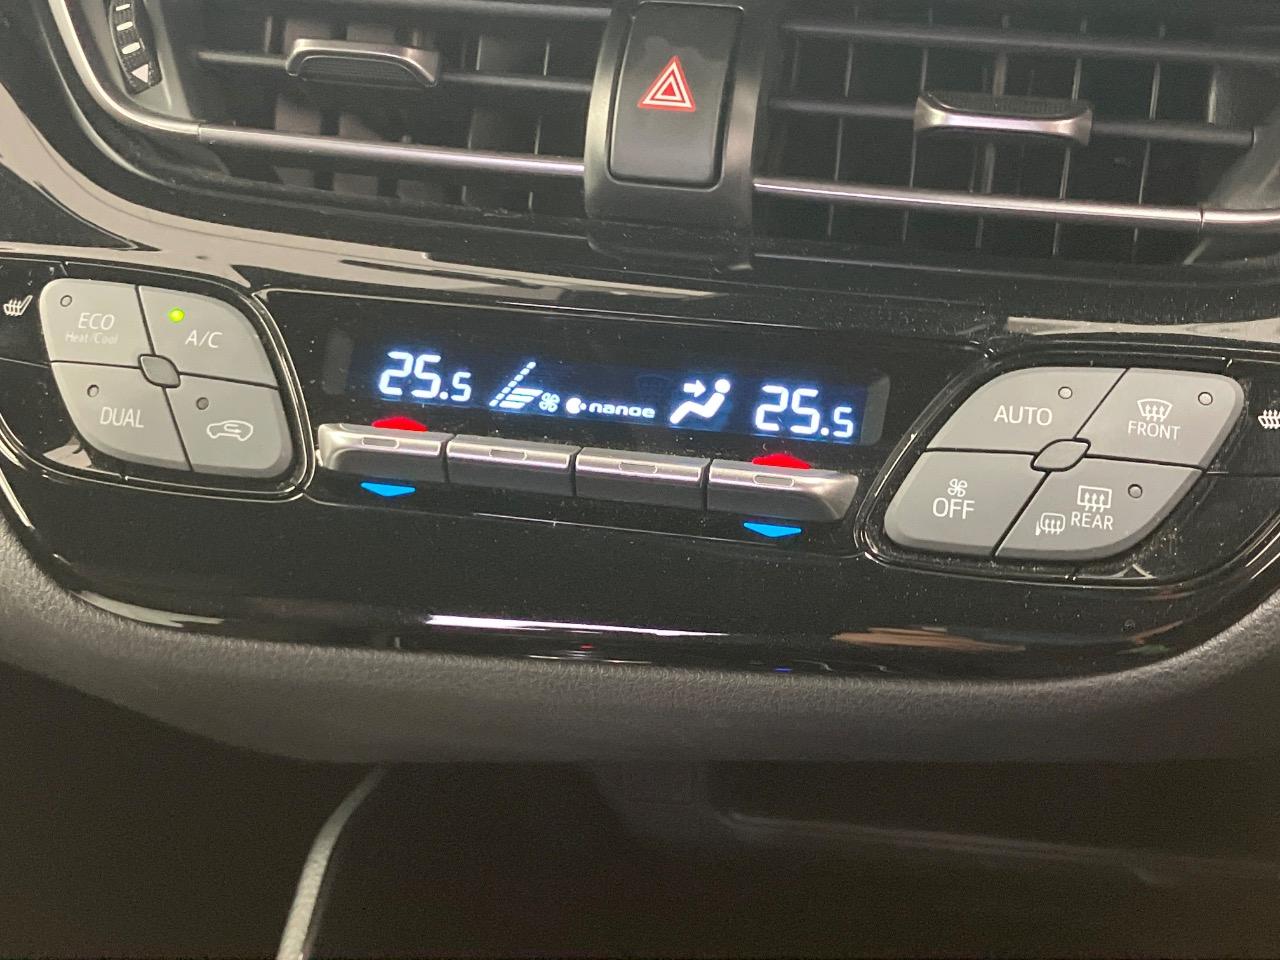 ECO
Heat/Cool
A/C
DUAL
25.5
nanoe
25.5
AUTO
FRONT
OFF
REAR